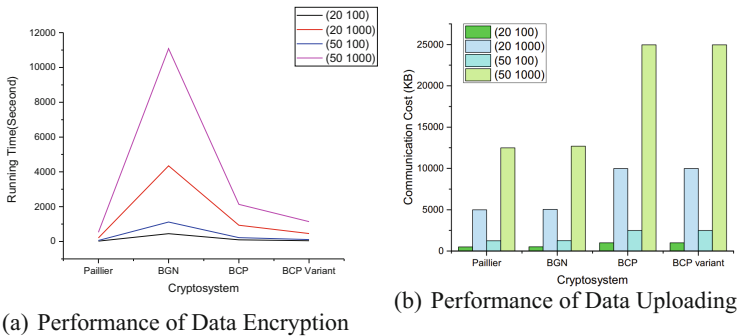 (20 100)
(20 1000)
(50 100)
(50 1000)
12000
10000
8000
6000
4000
2000
0
Running Time(Seceond)
Paillier
BGN
BCP
BCP Variant
Cryptosystem
(a) Performance of Data Encryption
(20 100)
(20 1000)
(50 100)
(50 1000)
25000
20000
15000
10000
5000
0
Communication Cost (KB)
Paillier
BGN
BCP
BCP variant
Cryptosystem
(b) Performance of Data Uploading